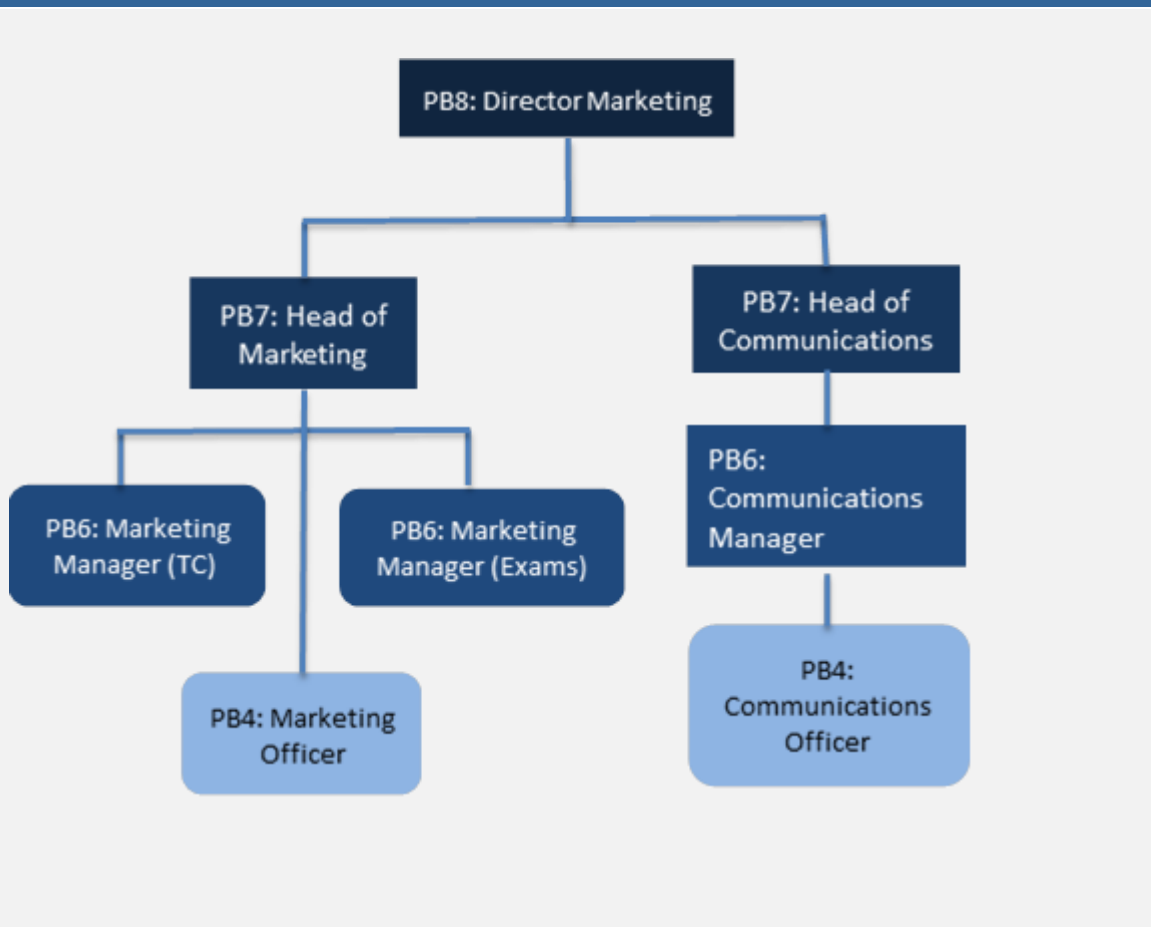 PB8: Director Marketing
PB7: Head of
Marketing
PB7: Head of
Communications
PB6: Marketing
Manager (TC)
PB6: Marketing
Manager (Exams)
PB6:
Communications
Manager
PB4: Marketing
Officer
PB4:
Communications
Officer